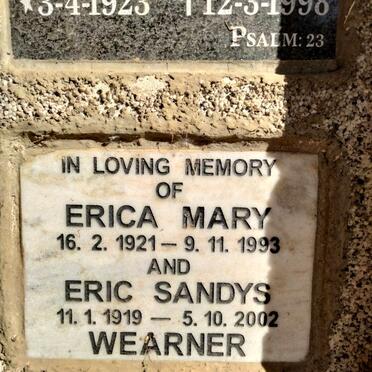 *3-4-1923 †12-3-1998
PSALM: 23
IN LOVING MEMORY
OF
ERICA MARY
16. 2. 1921 — 9. 11. 1993
AND
ERIC SANDYS
11. 1. 1919 — 5. 10. 2002
WEARNER